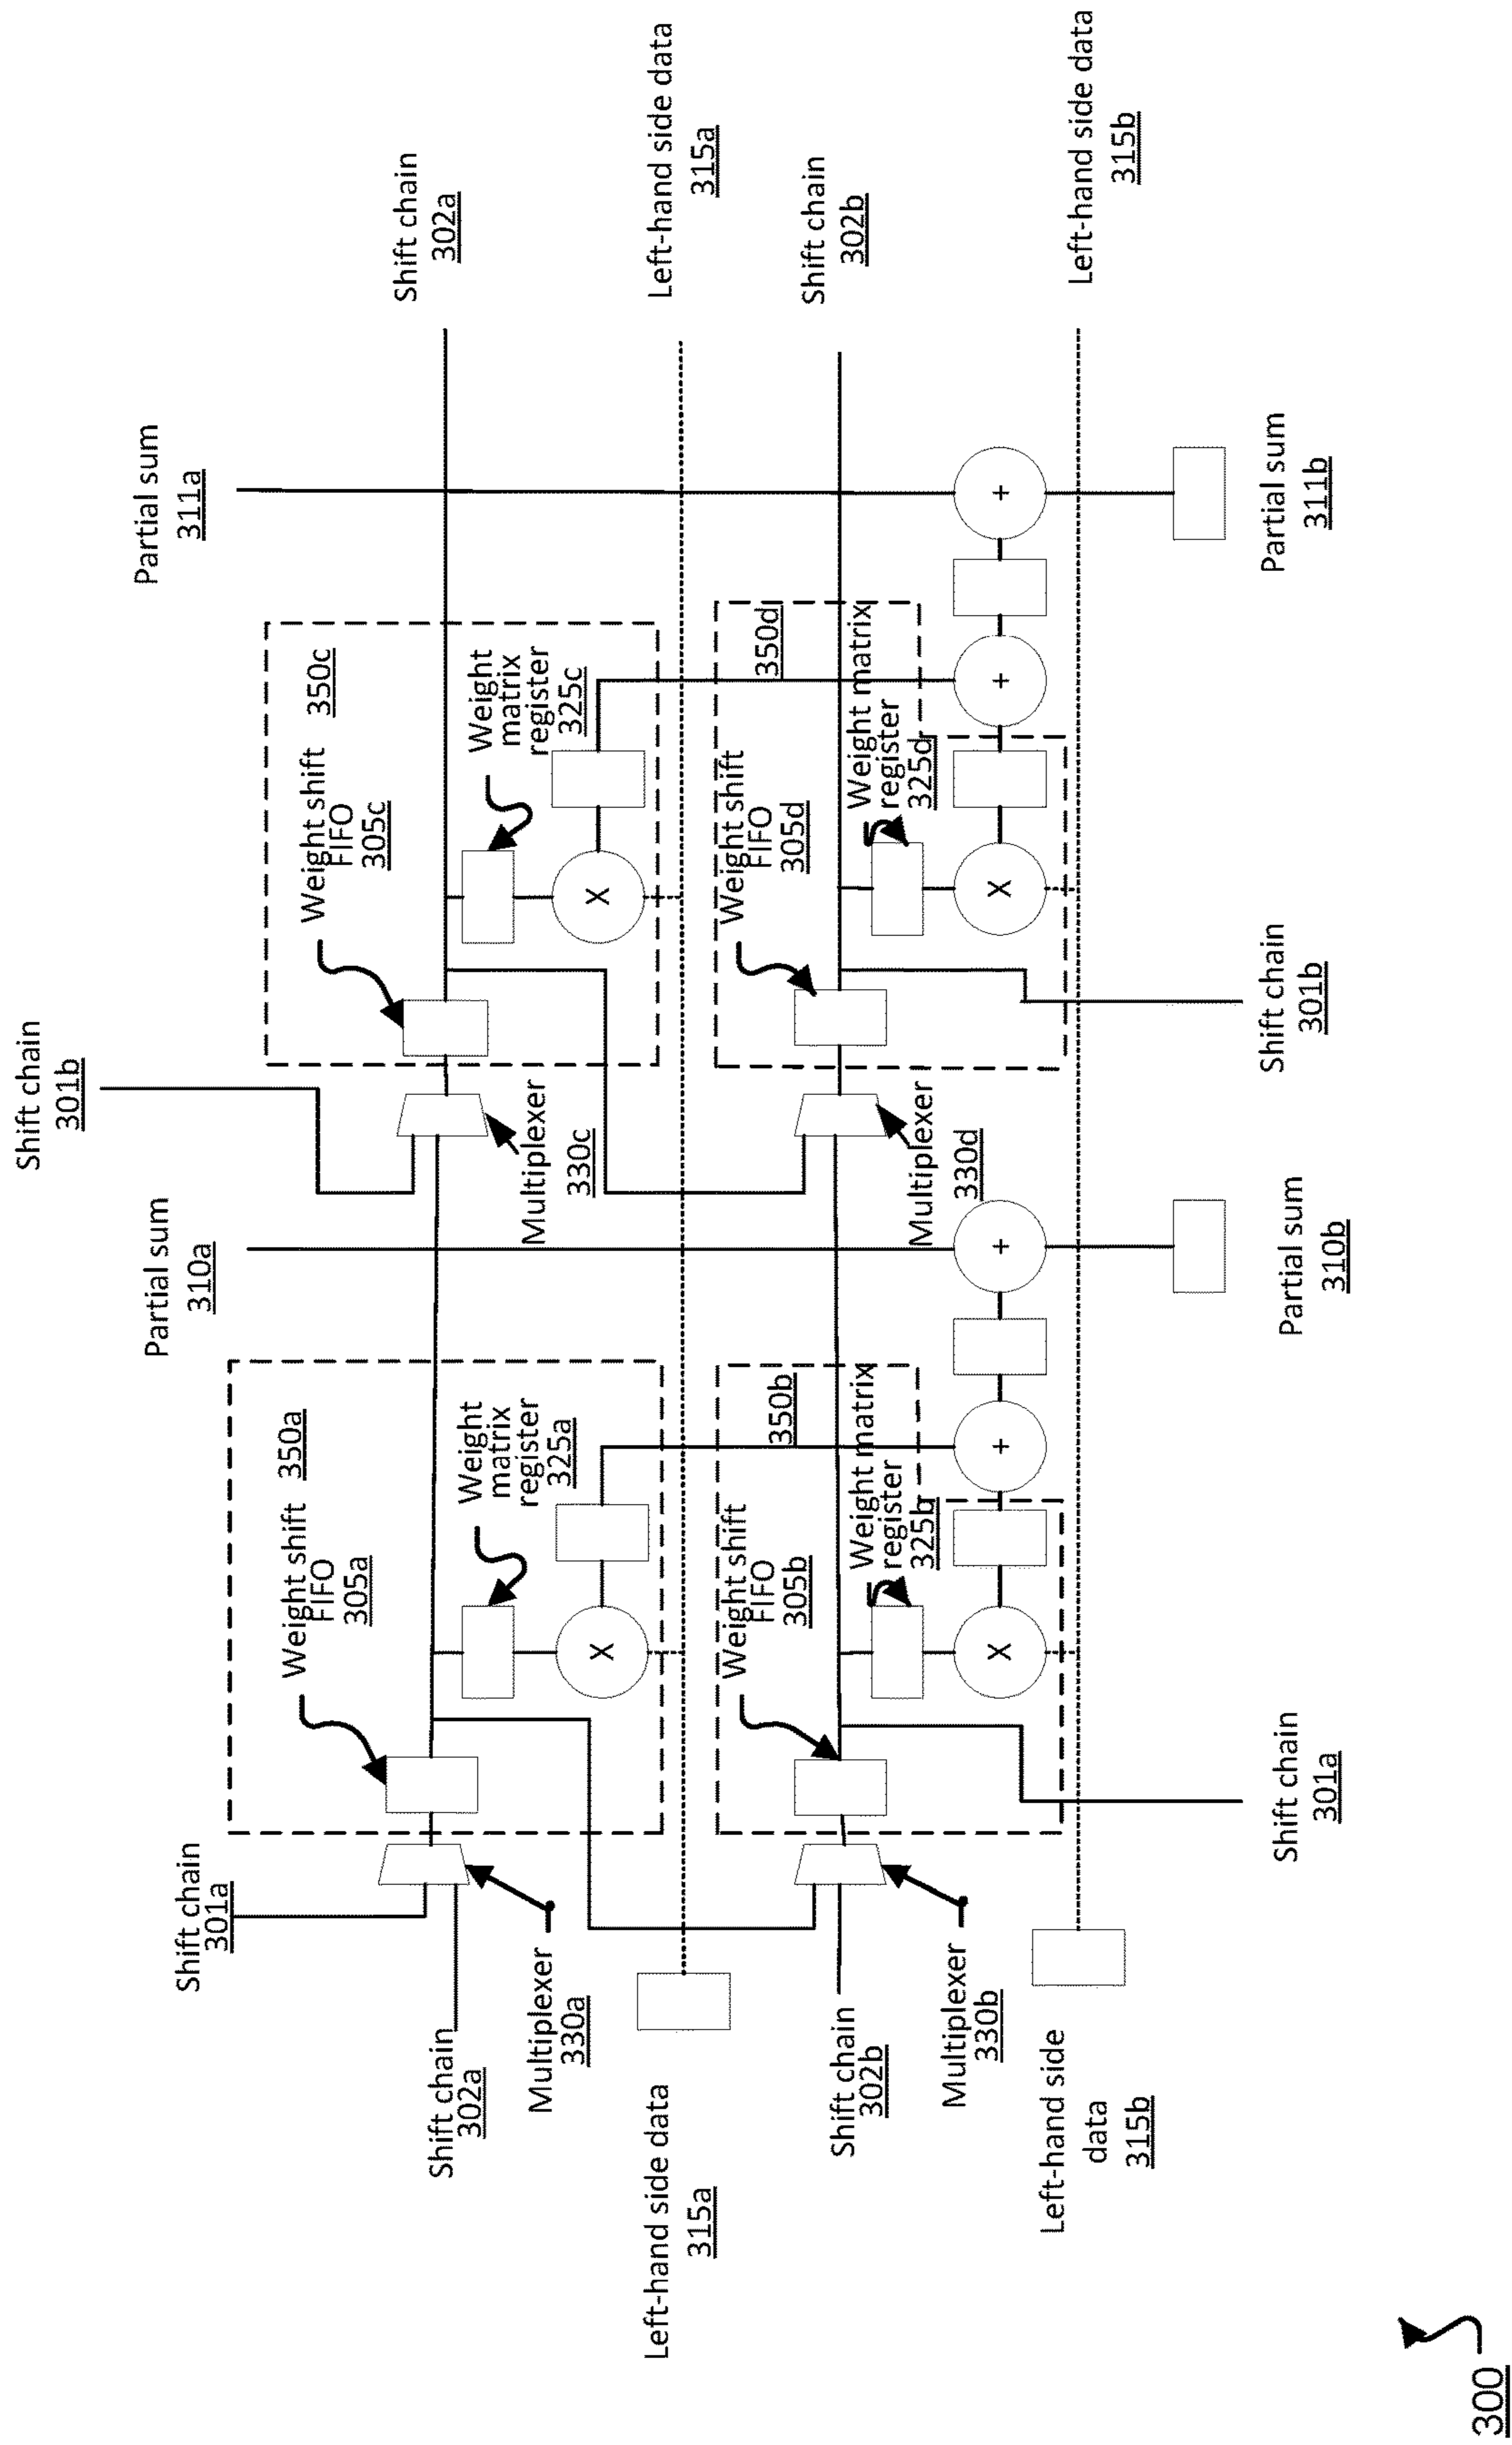 Shift chain
301b
Partial sum
311a
Partial sum
310a
Shift chain
301a
350c
Weight shift
FIFO
305c
350a
Weight shift
FIFO
305a
Shift chain
302a
Weight
matrix
register
325c
Weight
matrix
register
325a
Shift chain
302a
Multiplexer
330c
Multiplexer
330a
Left-hand side data
315a
Left-hand side data
315a
350d
350b
Weight shift
FIFO
305d
Weight shift
FIFO
305b
Shift chain
302b
Weight matrix
register
325d
Weight matrix
register
325b
Shift chain
302b
Multiplexer
330d
Multiplexer
330b
X
X
X
X
+
+
+
+
Left-hand side data
315b
Left-hand side
data
315b
Partial sum
311b
Shift chain
301b
Partial sum
310b
Shift chain
301a
300